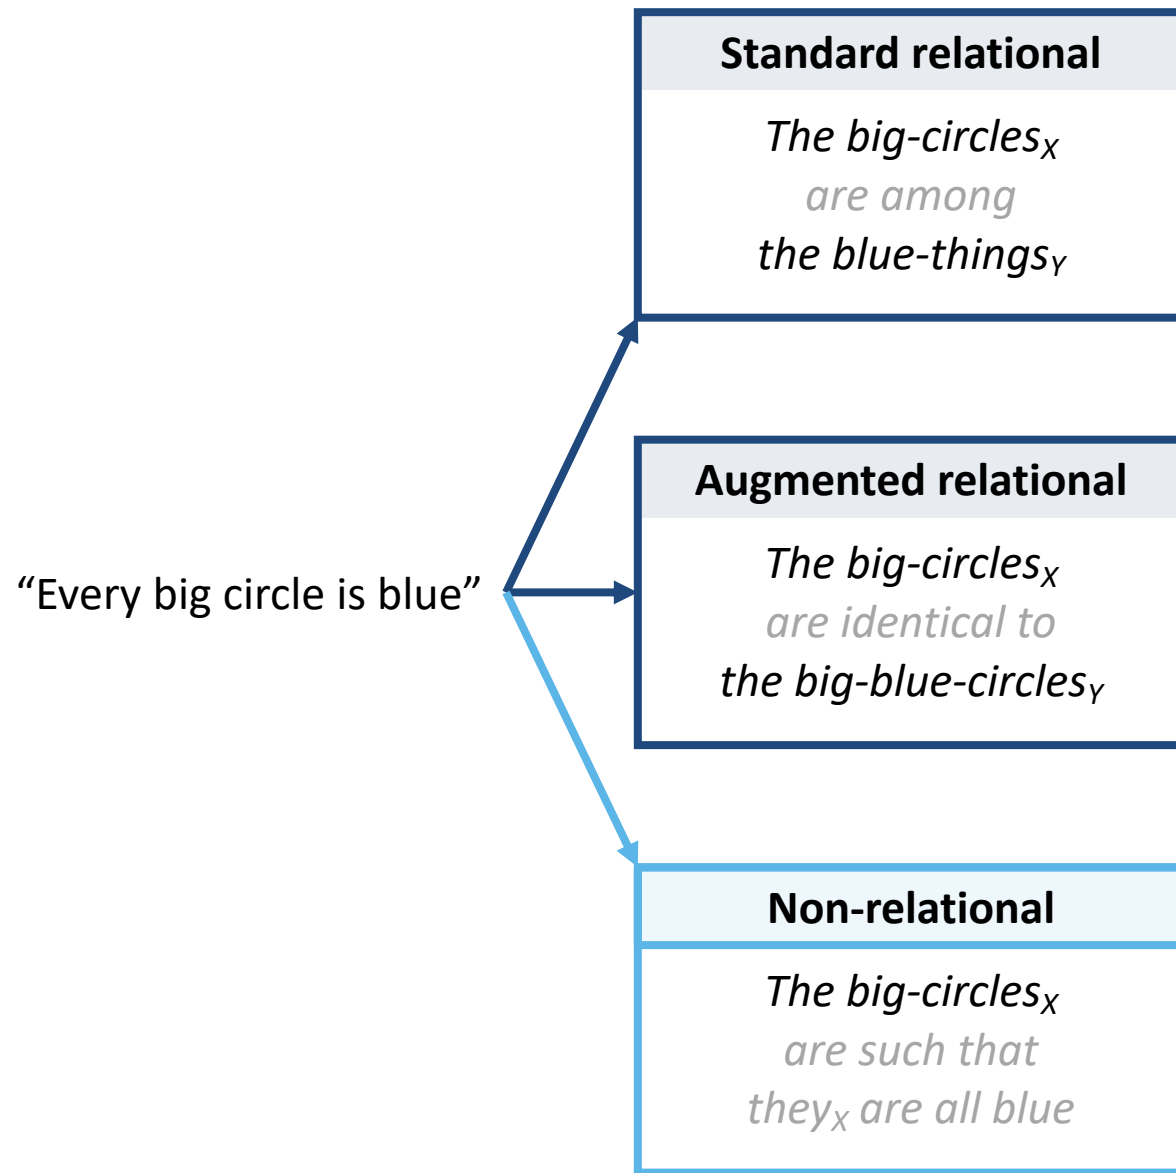 Standard relational
The big-circlesX
are among
the blue-thingsY
Augmented relational
“Every big circle is blue”
The big-circlesX
are identical to
the big-blue-circlesY
Non-relational
The big-circlesX
are such that
theyX are all blue